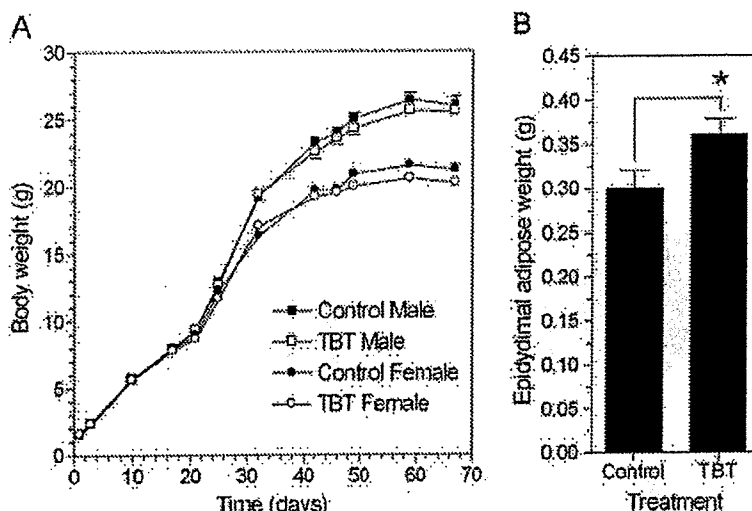 A
Body weight (g)
30
25
20
15
10
5
0
0 10 20 30 40 50 60 70
Time (days)
Control Male
TBT Male
Control Female
TBT Female
B
Epidydimal adipose weight (g)
0.45
0.40
0.35
0.30
0.25
0.20
0.15
0.10
0.05
0.00
*
Control TBT
Treatment